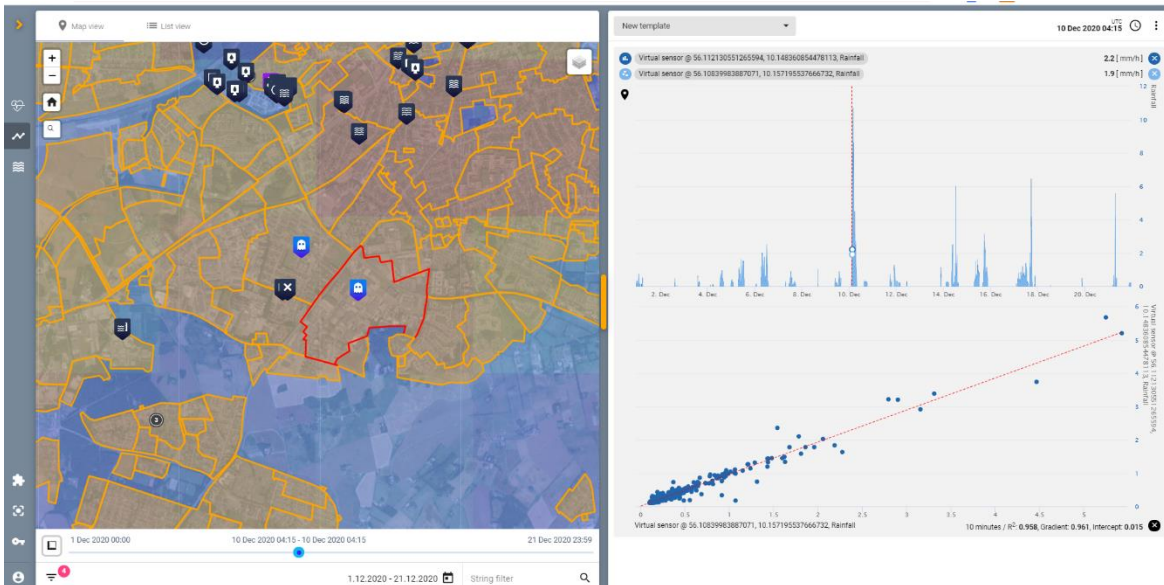 Map view
List view
New template
UTC
10 Dec 2020 04:15
Virtual sensor @ 56.112130551265594, 10.148360854478113, Rainfall
2.2 [mm/h]
Virtual sensor @ 56.10839983887071, 10.157195537666732, Rainfall
1.9 [mm/h]
+
−
12
Rainfall
10
8
6
4
2
0
2. Dec
4. Dec
6. Dec
8. Dec
10. Dec
12. Dec
14. Dec
16. Dec
18. Dec
20. Dec
6
5
4
3
2
1
0
Virtual sensor @ 56.112130551265594,
10.148360854478113, Rainfall
0
0.5
1
1.5
2
2.5
3
3.5
4
4.5
5
Virtual sensor @ 56.10839983887071, 10.157195537666732, Rainfall
10 minutes / R²: 0.958, Gradient: 0.961, Intercept: 0.015
3
1 Dec 2020 00:00
10 Dec 2020 04:15 - 10 Dec 2020 04:15
21 Dec 2020 23:59
4
1.12.2020 - 21.12.2020
String filter